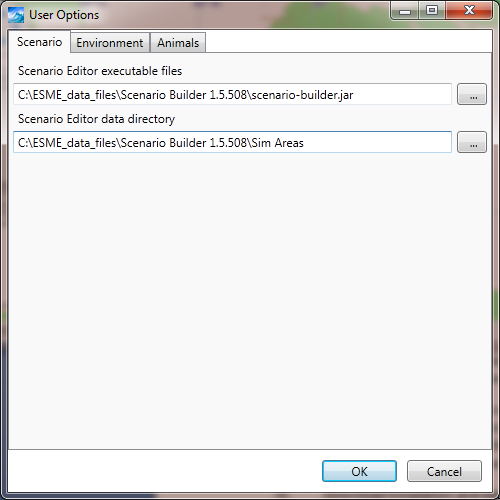 User Options
Scenario Environment Animals
Scenario Editor executable files
C:\ESME_data_files\Scenario Builder 1.5.508\scenario-builder.jar ...
Scenario Editor data directory
C:\ESME_data_files\Scenario Builder 1.5.508\Sim Areas ...
OK Cancel